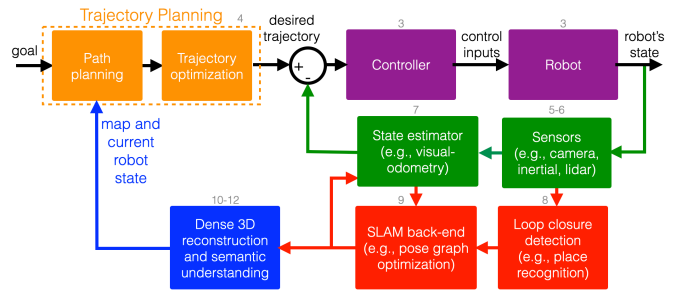 Trajectory Planning
4
goal
Path
planning
Trajectory
optimization
desired
trajectory
+
-
3
Controller
control
inputs
3
Robot
robot's
state
map and
current
robot
state
7
State estimator
(e.g., visual-
odometry)
5-6
Sensors
(e.g., camera,
inertial, lidar)
10-12
Dense 3D
reconstruction
and semantic
understanding
9
SLAM back-end
(e.g., pose graph
optimization)
8
Loop closure
detection
(e.g., place
recognition)